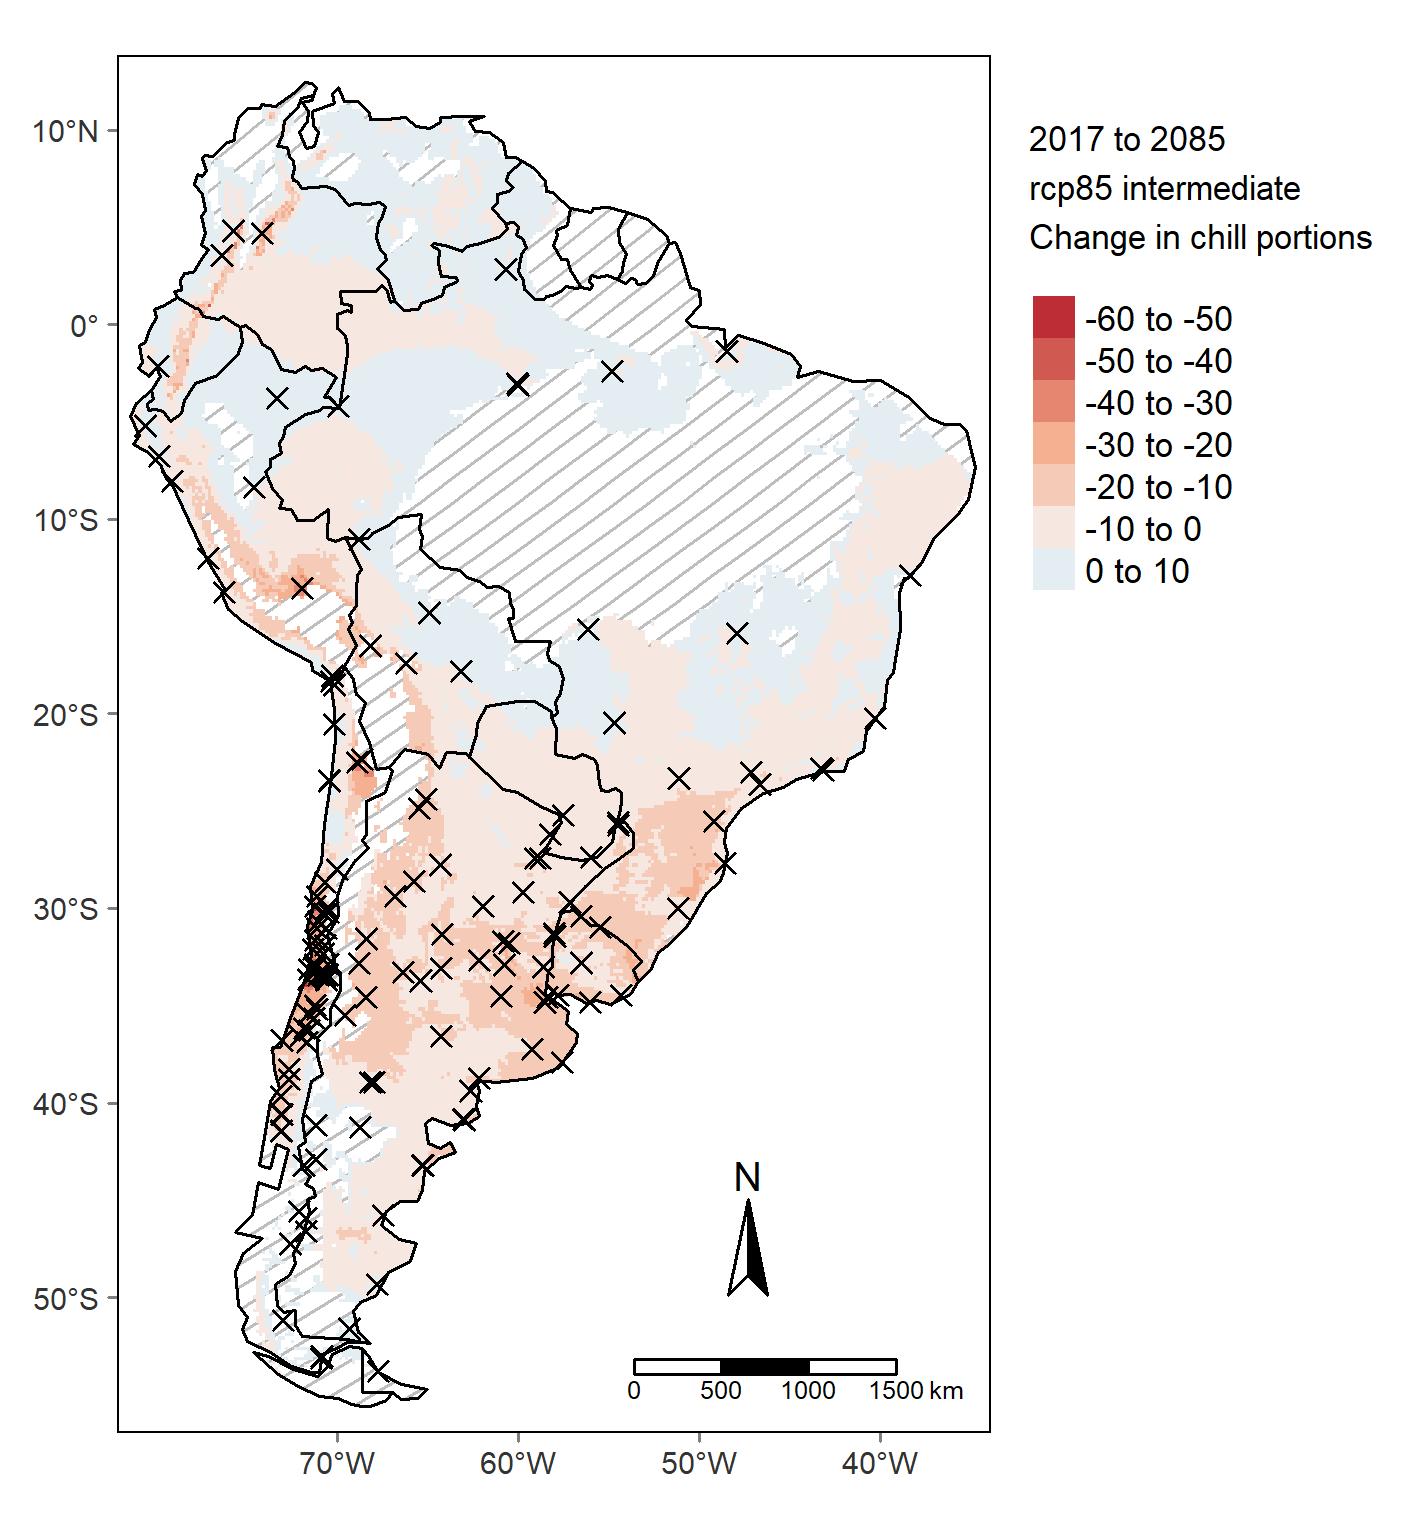 2017 to 2085
rcp85 intermediate
Change in chill portions
-60 to -50
-50 to -40
-40 to -30
-30 to -20
-20 to -10
-10 to 0
0 to 10
10°N
0°
10°S
20°S
30°S
40°S
50°S
N
0 500 1000 1500 km
70°W 60°W 50°W 40°W